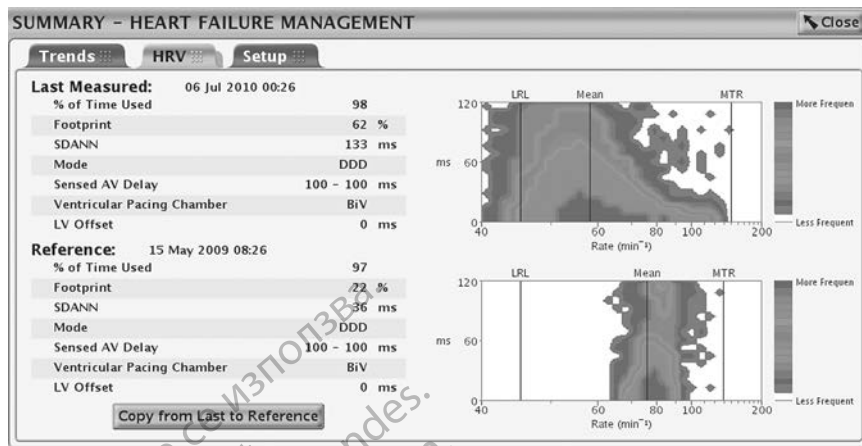 SUMMARY – HEART FAILURE MANAGEMENT
Close
Trends HRV Setup
Last Measured: 06 Jul 2010 00:26
% of Time Used 98
Footprint 62 %
SDANN 133 ms
Mode DDD
Sensed AV Delay 100 – 100 ms
Ventricular Pacing Chamber BiV
LV Offset 0 ms
Reference: 15 May 2009 08:26
% of Time Used 97
Footprint 22 %
SDANN 36 ms
Mode DDD
Sensed AV Delay 100 – 100 ms
Ventricular Pacing Chamber BiV
LV Offset 0 ms
Copy from Last to Reference
LRL Mean MTR
120
ms 60
0
40 60 80 100 200
Rate (min⁻¹)
More Frequen
Less Frequent
LRL Mean MTR
120
ms 60
0
40 60 80 100 200
Rate (min⁻¹)
More Frequen
Less Frequent
се използва.